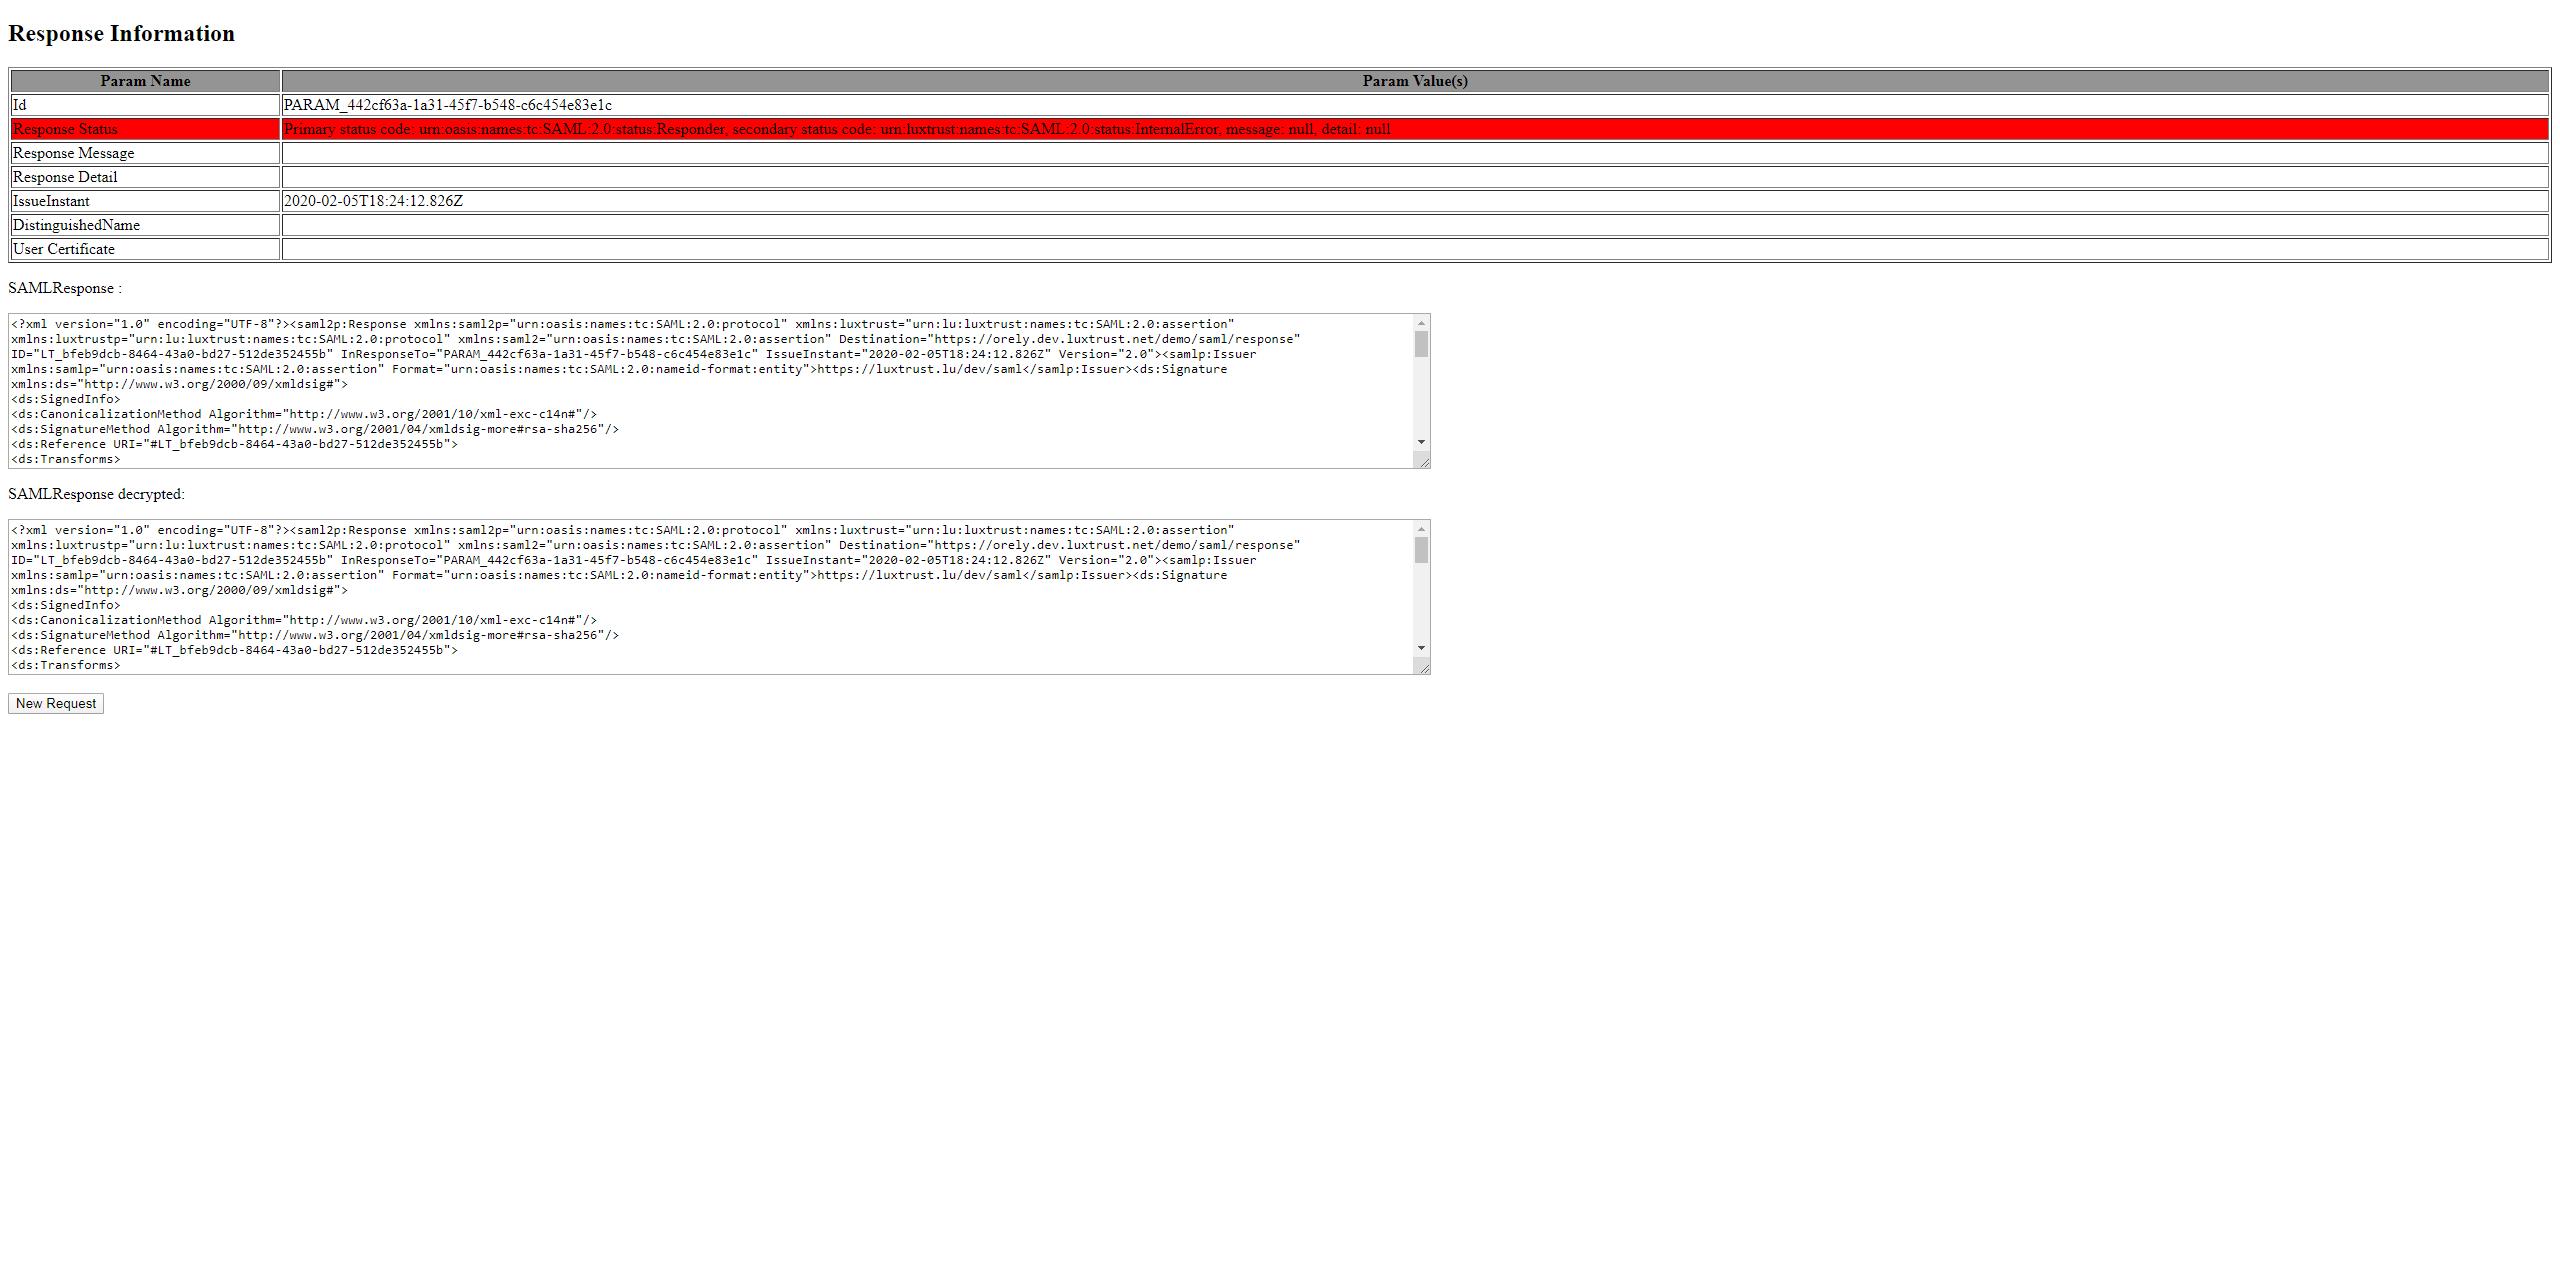 Response Information
Param Name Param Value(s)
Id PARAM_442cf63a-1a31-45f7-b548-c6c454e83e1c
Response Status Primary status code: urn:oasis:names:tc:SAML:2.0:status:Responder, secondary status code: urn:luxtrust:names:tc:SAML:2.0:status:InternalError, message: null, detail: null
Response Message
Response Detail
IssueInstant 2020-02-05T18:24:12.826Z
DistinguishedName
User Certificate
SAMLResponse :
<?xml version="1.0" encoding="UTF-8"?><saml2p:Response xmlns:saml2p="urn:oasis:names:tc:SAML:2.0:protocol" xmlns:luxtrust="urn:lu:luxtrust:names:tc:SAML:2.0:assertion"
xmlns:luxtrustp="urn:lu:luxtrust:names:tc:SAML:2.0:protocol" xmlns:saml2="urn:oasis:names:tc:SAML:2.0:assertion" Destination="https://orely.dev.luxtrust.net/demo/saml/response"
ID="LT_bfeb9dcb-8464-43a0-bd27-512de352455b" InResponseTo="PARAM_442cf63a-1a31-45f7-b548-c6c454e83e1c" IssueInstant="2020-02-05T18:24:12.826Z" Version="2.0"><samlp:Issuer
xmlns:samlp="urn:oasis:names:tc:SAML:2.0:assertion" Format="urn:oasis:names:tc:SAML:2.0:nameid-format:entity">https://luxtrust.lu/dev/saml</samlp:Issuer><ds:Signature
xmlns:ds="http://www.w3.org/2000/09/xmldsig#">
<ds:SignedInfo>
<ds:CanonicalizationMethod Algorithm="http://www.w3.org/2001/10/xml-exc-c14n#"/>
<ds:SignatureMethod Algorithm="http://www.w3.org/2001/04/xmldsig-more#rsa-sha256"/>
<ds:Reference URI="#LT_bfeb9dcb-8464-43a0-bd27-512de352455b">
<ds:Transforms>
SAMLResponse decrypted:
<?xml version="1.0" encoding="UTF-8"?><saml2p:Response xmlns:saml2p="urn:oasis:names:tc:SAML:2.0:protocol" xmlns:luxtrust="urn:lu:luxtrust:names:tc:SAML:2.0:assertion"
xmlns:luxtrustp="urn:lu:luxtrust:names:tc:SAML:2.0:protocol" xmlns:saml2="urn:oasis:names:tc:SAML:2.0:assertion" Destination="https://orely.dev.luxtrust.net/demo/saml/response"
ID="LT_bfeb9dcb-8464-43a0-bd27-512de352455b" InResponseTo="PARAM_442cf63a-1a31-45f7-b548-c6c454e83e1c" IssueInstant="2020-02-05T18:24:12.826Z" Version="2.0"><samlp:Issuer
xmlns:samlp="urn:oasis:names:tc:SAML:2.0:assertion" Format="urn:oasis:names:tc:SAML:2.0:nameid-format:entity">https://luxtrust.lu/dev/saml</samlp:Issuer><ds:Signature
xmlns:ds="http://www.w3.org/2000/09/xmldsig#">
<ds:SignedInfo>
<ds:CanonicalizationMethod Algorithm="http://www.w3.org/2001/10/xml-exc-c14n#"/>
<ds:SignatureMethod Algorithm="http://www.w3.org/2001/04/xmldsig-more#rsa-sha256"/>
<ds:Reference URI="#LT_bfeb9dcb-8464-43a0-bd27-512de352455b">
<ds:Transforms>
New Request